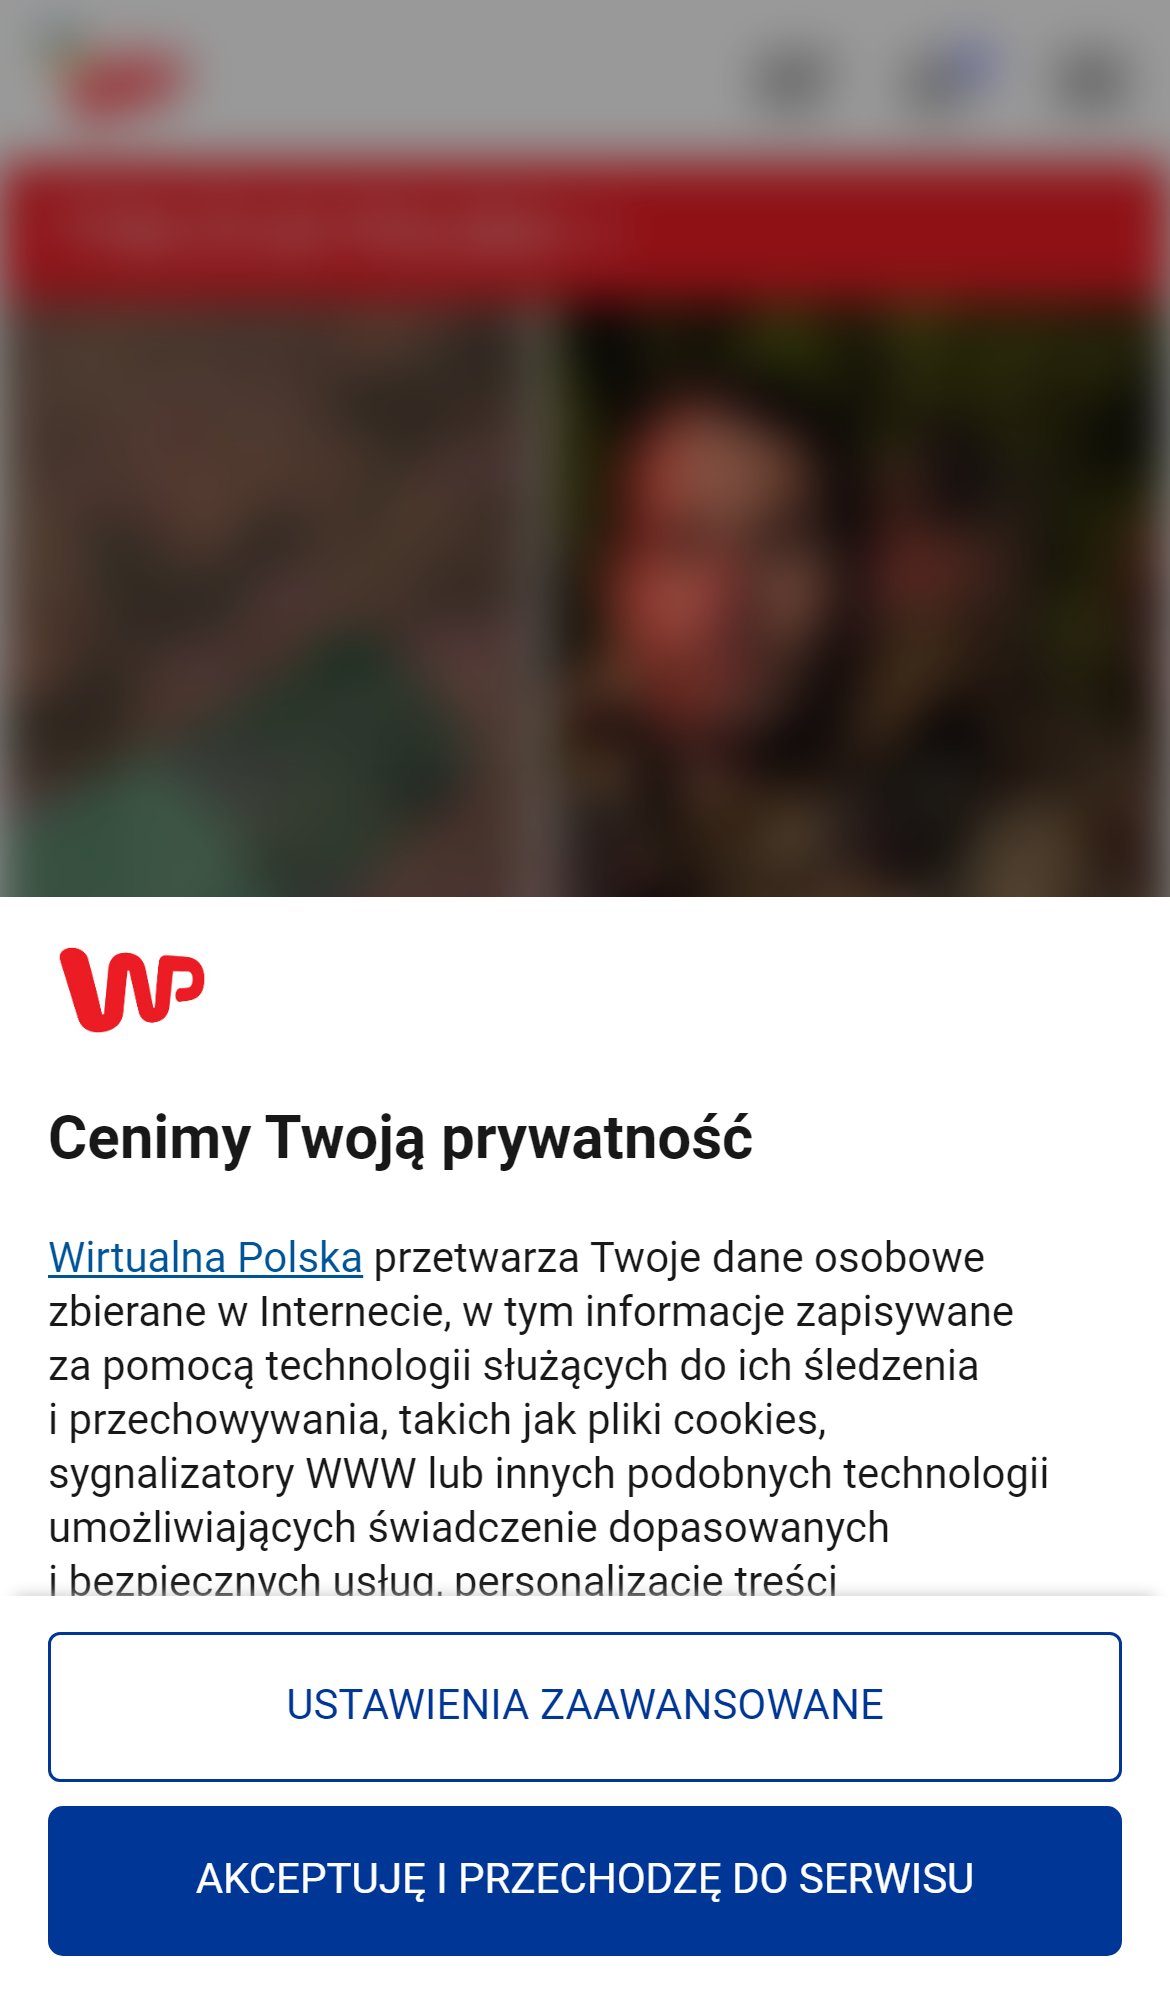 WP
Cenimy Twoją prywatność
Wirtualna Polska przetwarza Twoje dane osobowe
zbierane w Internecie, w tym informacje zapisywane
za pomocą technologii służących do ich śledzenia
i przechowywania, takich jak pliki cookies,
sygnalizatory WWW lub innych podobnych technologii
umożliwiających świadczenie dopasowanych
i bezpiecznych usług, personalizację treści
USTAWIENIA ZAAWANSOWANE
AKCEPTUJĘ I PRZECHODZĘ DO SERWISU